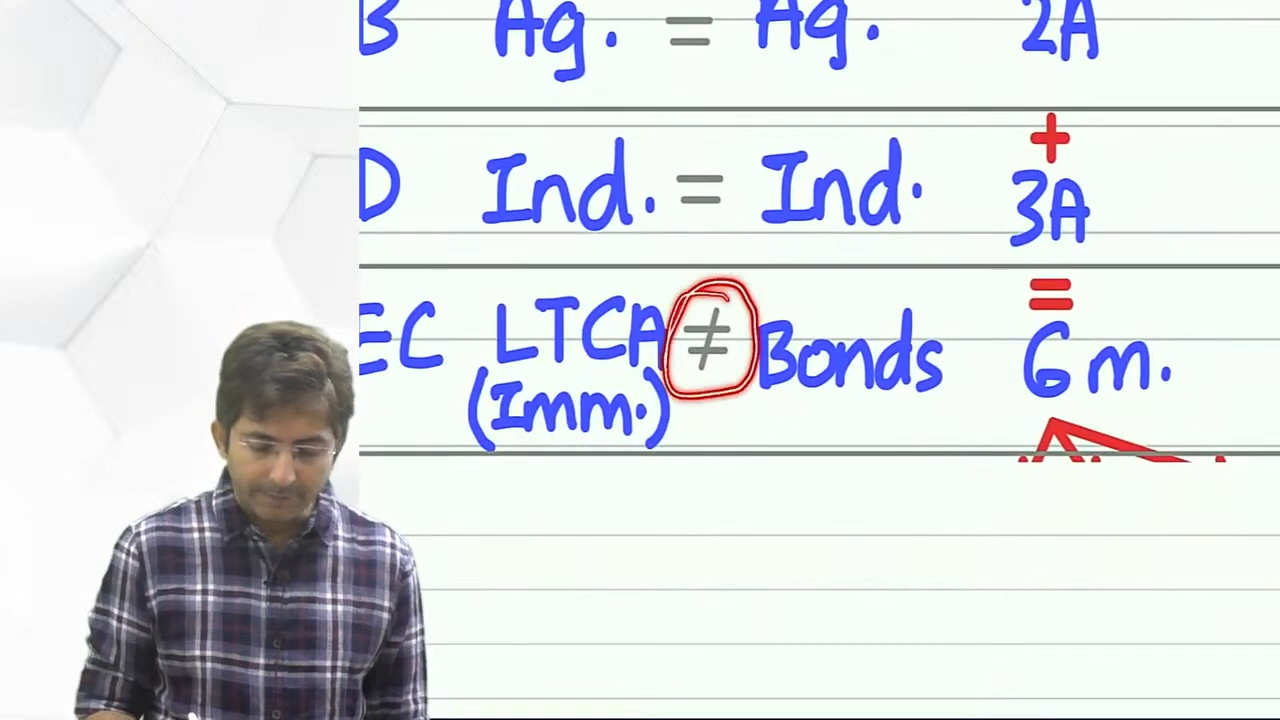 B Ag. = Ag. 2A
+
D Ind. = Ind. 3A
=
EC LTCA ≠ Bonds 6m.
(Imm.)